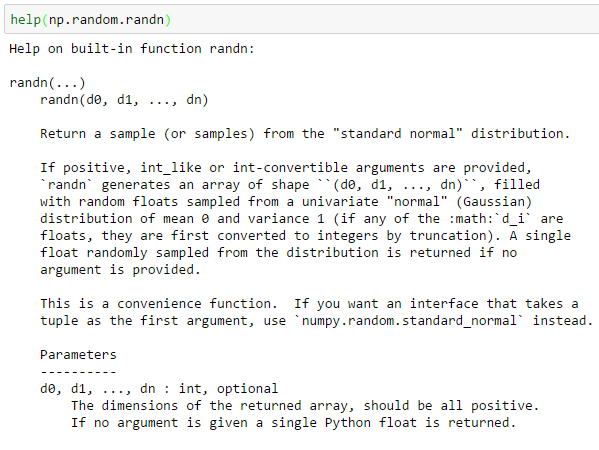 help(np.random.randn)
Help on built-in function randn:
randn(...)
randn(d0, d1, ..., dn)
Return a sample (or samples) from the "standard normal" distribution.
If positive, int_like or int-convertible arguments are provided,
`randn` generates an array of shape ``(d0, d1, ..., dn)``, filled
with random floats sampled from a univariate "normal" (Gaussian)
distribution of mean 0 and variance 1 (if any of the :math:`d_i` are
floats, they are first converted to integers by truncation). A single
float randomly sampled from the distribution is returned if no
argument is provided.
This is a convenience function.  If you want an interface that takes a
tuple as the first argument, use `numpy.random.standard_normal` instead.
Parameters
----------
d0, d1, ..., dn : int, optional
The dimensions of the returned array, should be all positive.
If no argument is given a single Python float is returned.